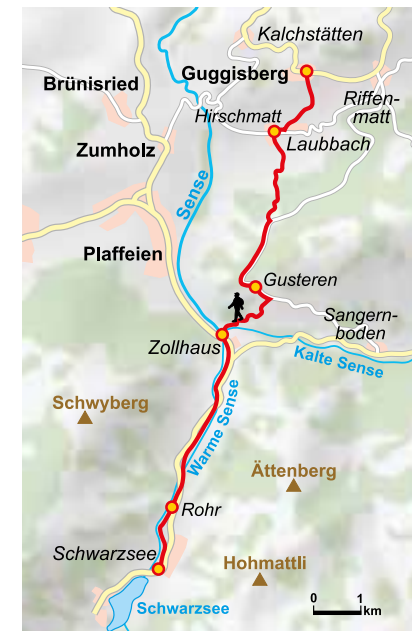 Kalchstätten
Guggisberg
Brünisried
Riffen-
matt
Hirschmatt
Laubbach
Zumholz
Sense
Plaffeien
Gusteren
Sangern-
boden
Zollhaus
Kalte Sense
Schwyberg
Warme Sense
Ättenberg
Rohr
Schwarzsee
Hohmattli
Schwarzsee
0 1
km